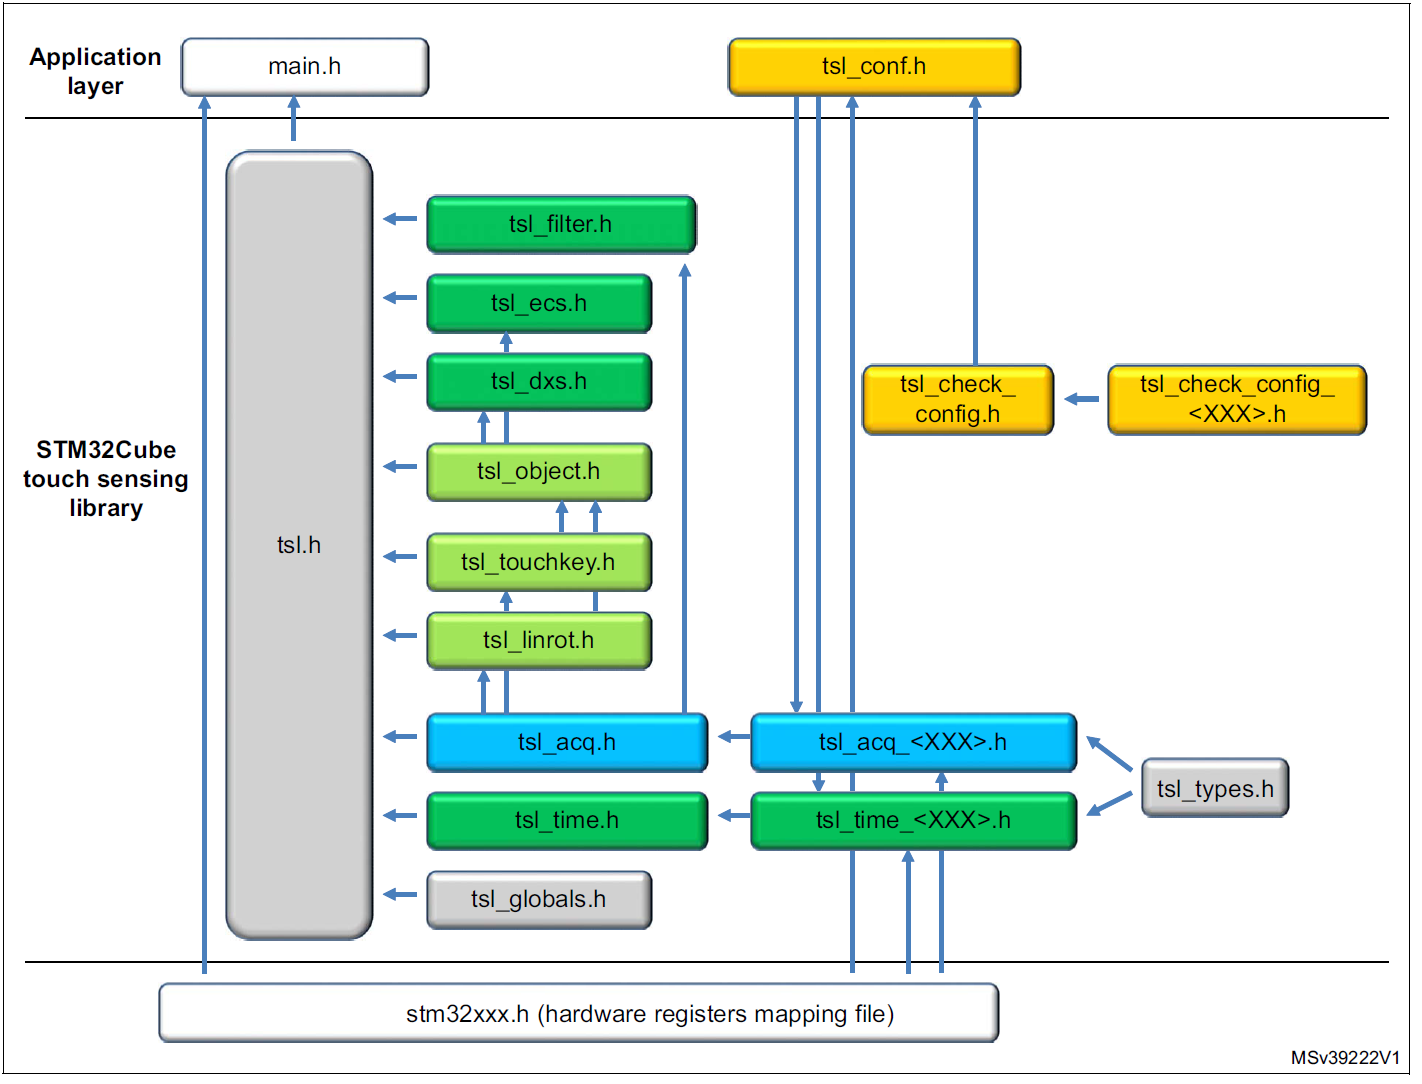 Application
layer
main.h
tsl_conf.h
tsl_filter.h
tsl_ecs.h
tsl_dxs.h
tsl_check_
config.h
tsl_check_config_
<XXX>.h
STM32Cube
touch sensing
library
tsl.h
tsl_object.h
tsl_touchkey.h
tsl_linrot.h
tsl_acq.h
tsl_acq_<XXX>.h
tsl_types.h
tsl_time.h
tsl_time_<XXX>.h
tsl_globals.h
stm32xxx.h (hardware registers mapping file)
MSv39222V1